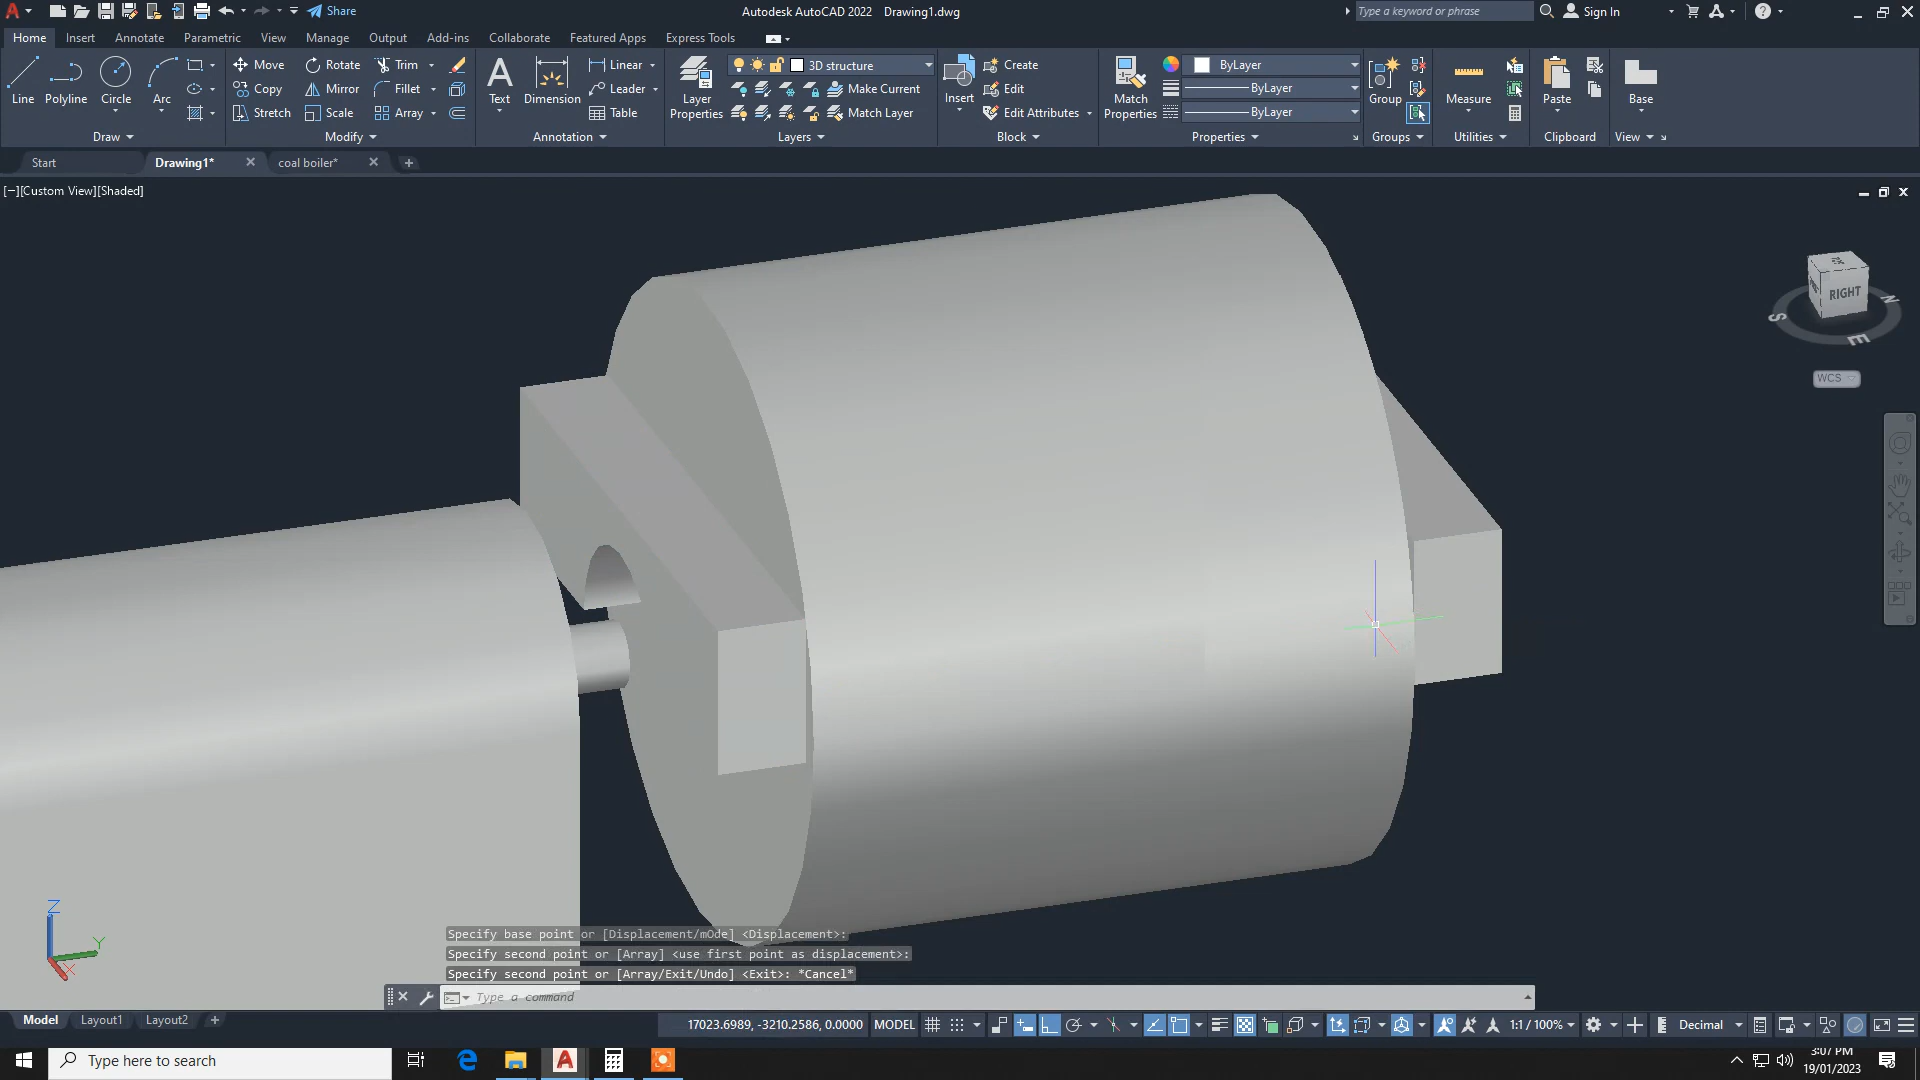 Share
Autodesk AutoCAD 2022 Drawing1.dwg
Type a keyword or phrase
Sign In
Home Insert Annotate Parametric View Manage Output Add-ins Collaborate Featured Apps Express Tools
Line Polyline Circle Arc
Draw
Move Rotate Trim
Copy Mirror Fillet
Stretch Scale Array
Modify
Text Dimension
Linear
Leader
Table
Annotation
Layer Properties
3D structure
Make Current
Match Layer
Layers
Insert
Create
Edit
Edit Attributes
Block
Match Properties
ByLayer
ByLayer
ByLayer
Properties
Group
Groups
Measure
Utilities
Paste
Clipboard
Base
View
Start Drawing1* coal boiler*
[−][Custom View][Shaded]
RIGHT
N
S
E
WCS
Z
Y
X
Specify base point or [Displacement/mOde] <Displacement>:
Specify second point or [Array] <use first point as displacement>:
Specify second point or [Array/Exit/Undo] <Exit>: *Cancel*
Type a command
Model Layout1 Layout2
17023.6989, -3210.2586, 0.0000 MODEL
1:1 / 100%
Decimal
Type here to search
3:07 PM
19/01/2023